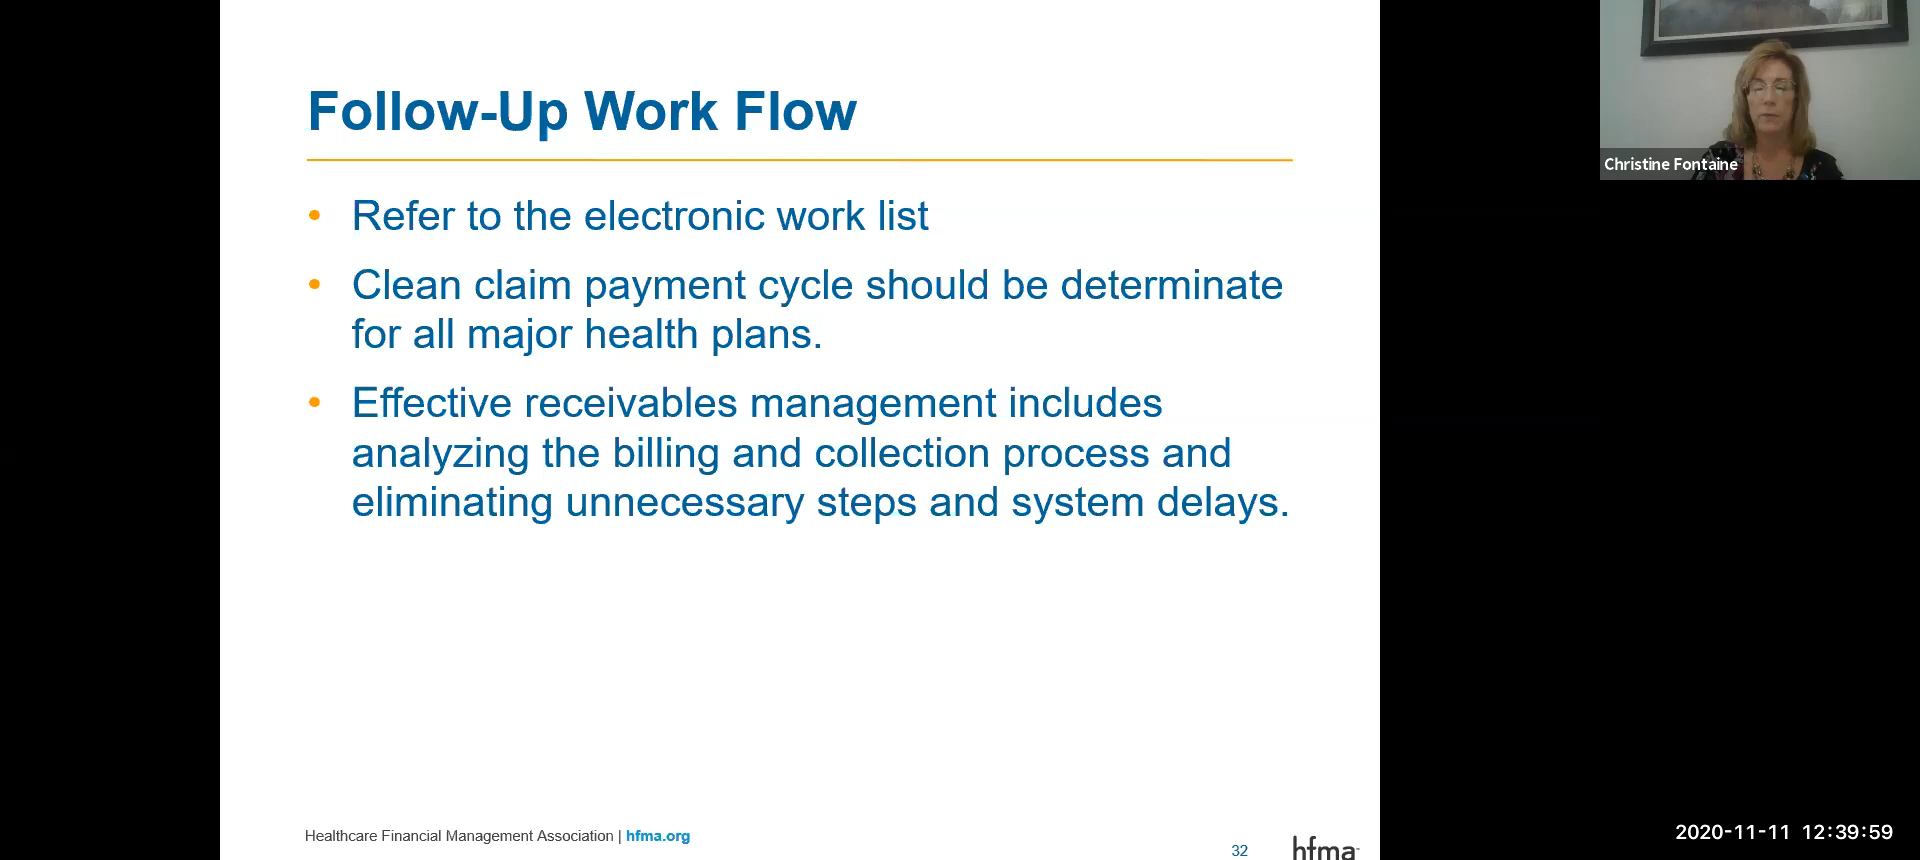 Follow-Up Work Flow
• Refer to the electronic work list
• Clean claim payment cycle should be determinate
for all major health plans.
• Effective receivables management includes
analyzing the billing and collection process and
eliminating unnecessary steps and system delays.
Healthcare Financial Management Association | hfma.org
32
hfma
Christine Fontaine
2020-11-11 12:39:59